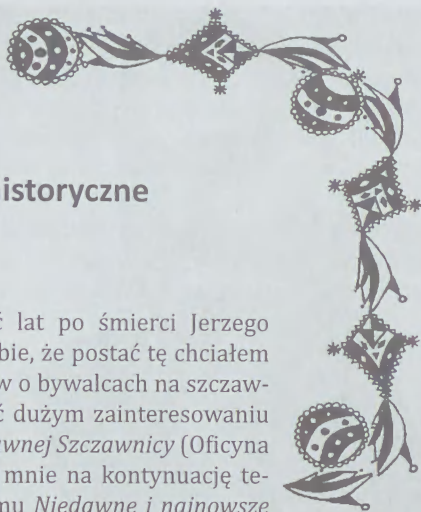 istoryczne
ć lat po śmierci Jerzego
bie, że postać tę chciałem
w o bywalcach na szczaw-
ć dużym zainteresowaniu
wnej Szczawnicy (Oficyna
mnie na kontynuację te-
mu Niedawne i najnowsze